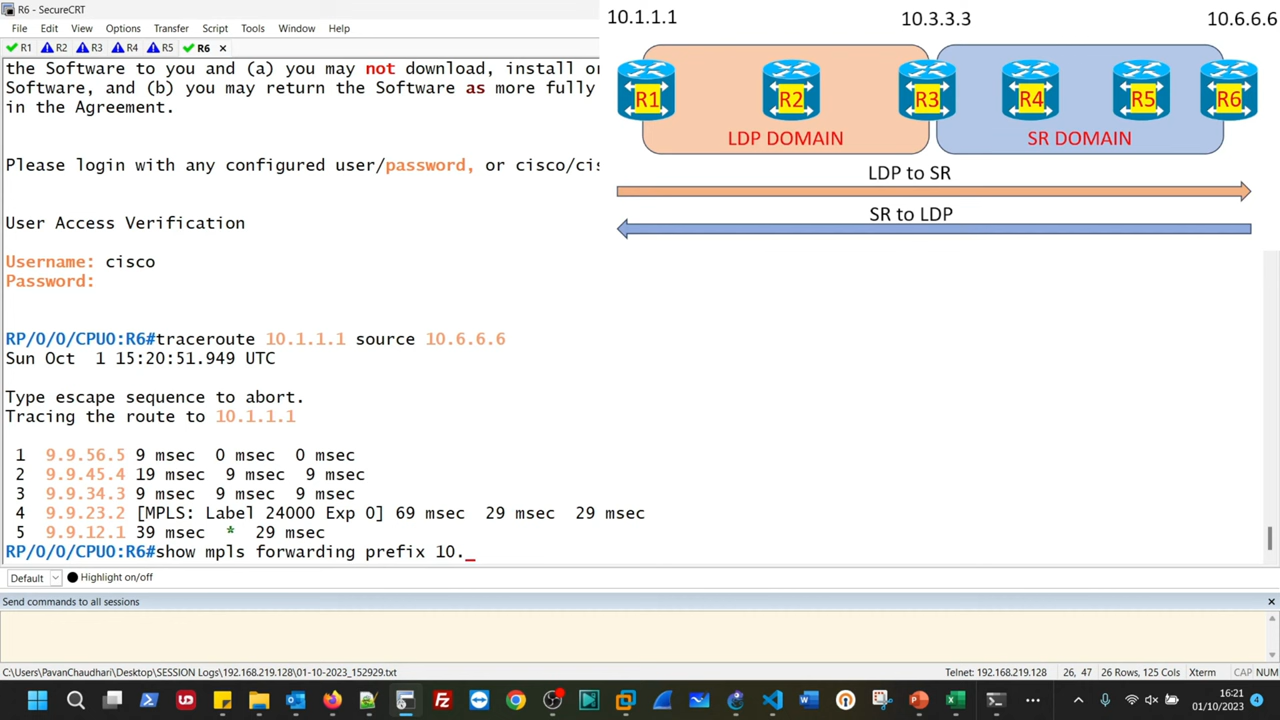 R6 - SecureCRT
File Edit View Options Transfer Script Tools Window Help
R1 R2 R3 R4 R5 R6 ×
the Software to you and (a) you may not download, install or
Software, and (b) you may return the Software as more fully
in the Agreement.
Please login with any configured user/password, or cisco/cis
User Access Verification
Username: cisco
Password:
RP/0/0/CPU0:R6#traceroute 10.1.1.1 source 10.6.6.6
Sun Oct 1 15:20:51.949 UTC
Type escape sequence to abort.
Tracing the route to 10.1.1.1
1 9.9.56.5 9 msec 0 msec 0 msec
2 9.9.45.4 19 msec 9 msec 9 msec
3 9.9.34.3 9 msec 9 msec 9 msec
4 9.9.23.2 [MPLS: Label 24000 Exp 0] 69 msec 29 msec 29 msec
5 9.9.12.1 39 msec * 29 msec
RP/0/0/CPU0:R6#show mpls forwarding prefix 10._
10.1.1.1 10.3.3.3 10.6.6.6
R1 R2 R3 R4 R5 R6
LDP DOMAIN SR DOMAIN
LDP to SR
SR to LDP
Default Highlight on/off
Send commands to all sessions
C:\Users\PavanChaudhari\Desktop\SESSION Logs\192.168.219.128\01-10-2023_152929.txt Telnet: 192.168.219.128 26, 47 26 Rows, 125 Cols Xterm CAP NUM
16:21
01/10/2023